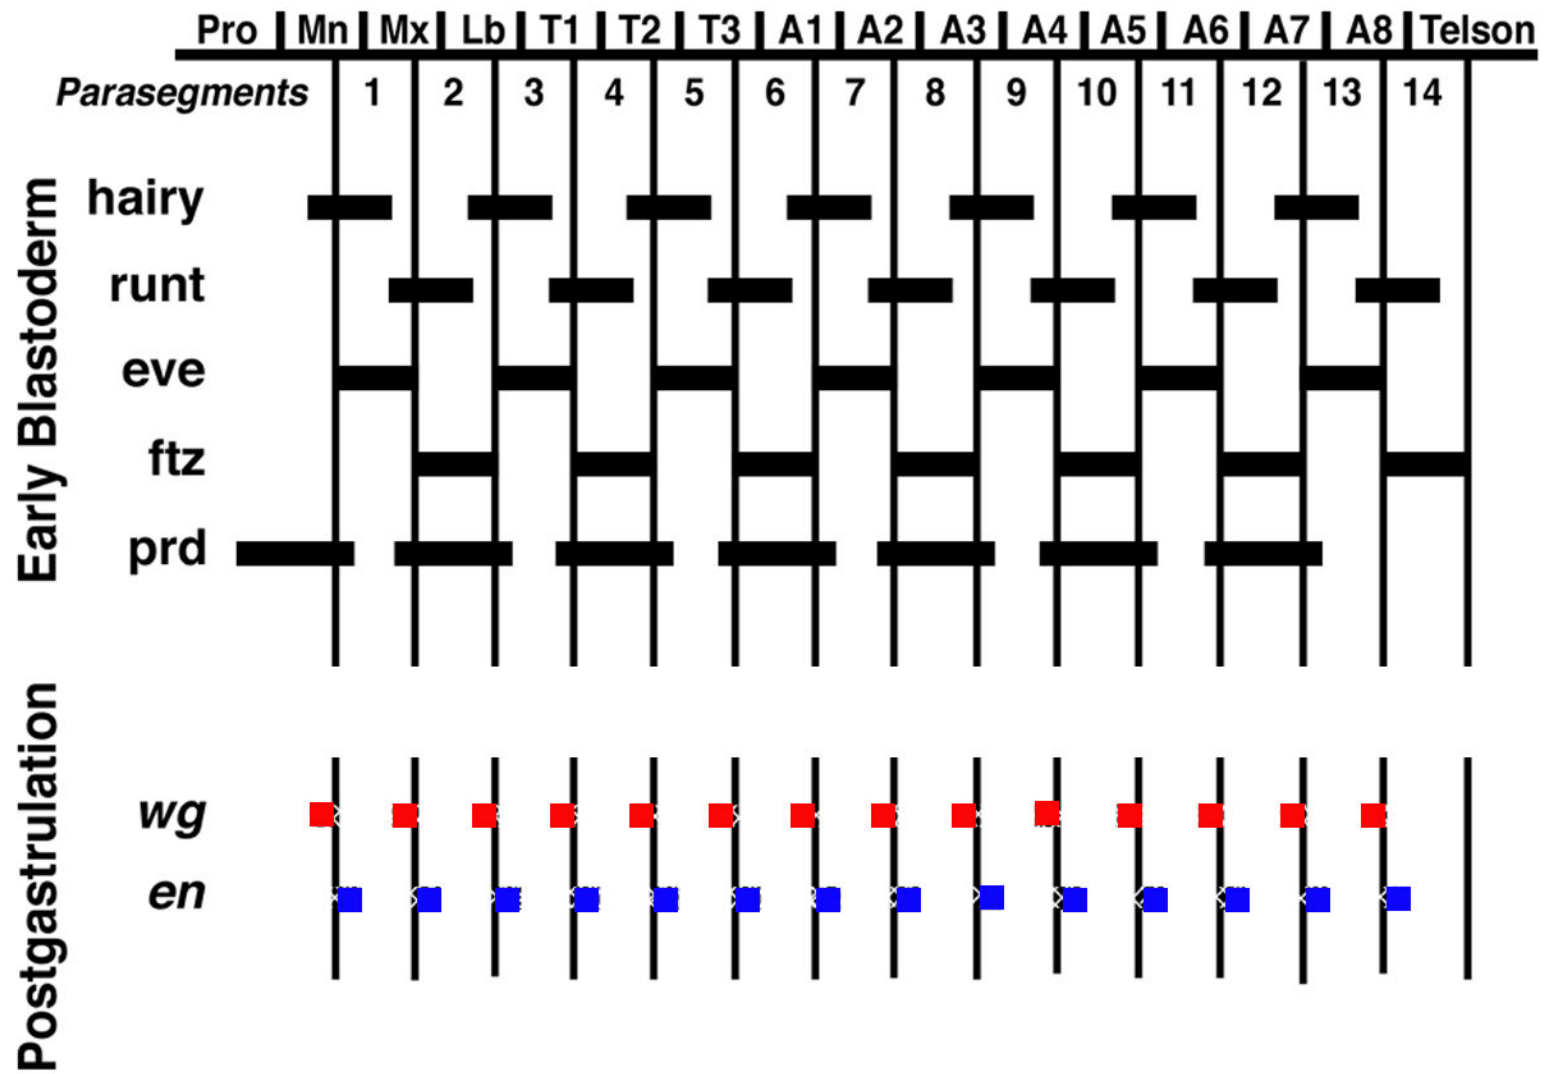 Pro Mn Mx Lb T1 T2 T3 A1 A2 A3 A4 A5 A6 A7 A8 Telson
Parasegments 1 2 3 4 5 6 7 8 9 10 11 12 13 14
Early Blastoderm
hairy
runt
eve
ftz
prd
Postgastrulation
wg
en